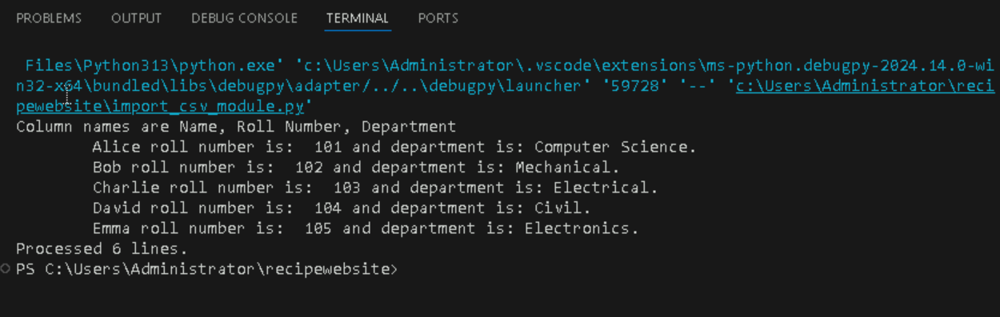 PROBLEMS OUTPUT DEBUG CONSOLE TERMINAL PORTS
Files\Python313\python.exe' 'c:\Users\Administrator\.vscode\extensions\ms-python.debugpy-2024.14.0-wi
n32-x64\bundled\libs\debugpy\adapter/../..\debugpy\launcher' '59728' '--' 'c:\Users\Administrator\reci
pewebsite\import_csv_module.py'
Column names are Name, Roll Number, Department
Alice roll number is:  101 and department is: Computer Science.
Bob roll number is:  102 and department is: Mechanical.
Charlie roll number is:  103 and department is: Electrical.
David roll number is:  104 and department is: Civil.
Emma roll number is:  105 and department is: Electronics.
Processed 6 lines.
PS C:\Users\Administrator\recipewebsite>